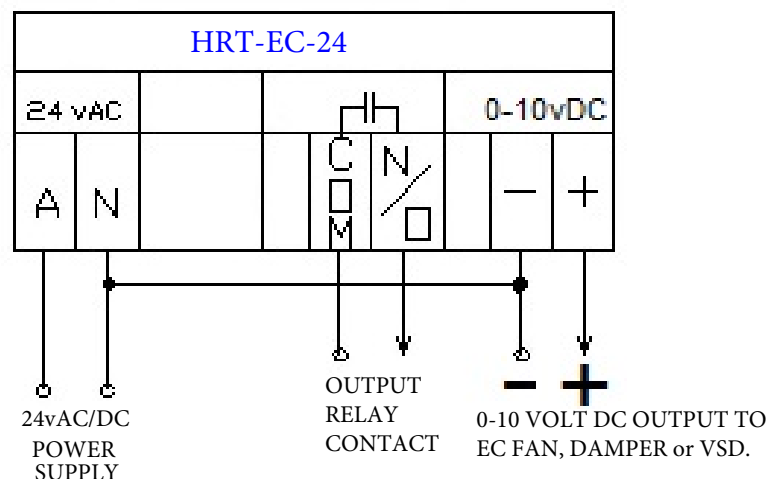 HRT-EC-24
24 vAC
0-10vDC
A N COM N/O − +
− +
24vAC/DC
POWER
SUPPLY
OUTPUT
RELAY
CONTACT
0-10 VOLT DC OUTPUT TO
EC FAN, DAMPER or VSD.